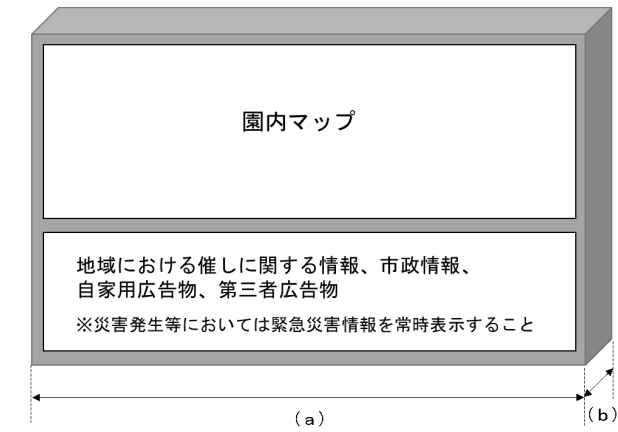 園内マップ
地域における催しに関する情報、市政情報、
自家用広告物、第三者広告物
※災害発生等においては緊急災害情報を常時表示すること
（a）
（b）